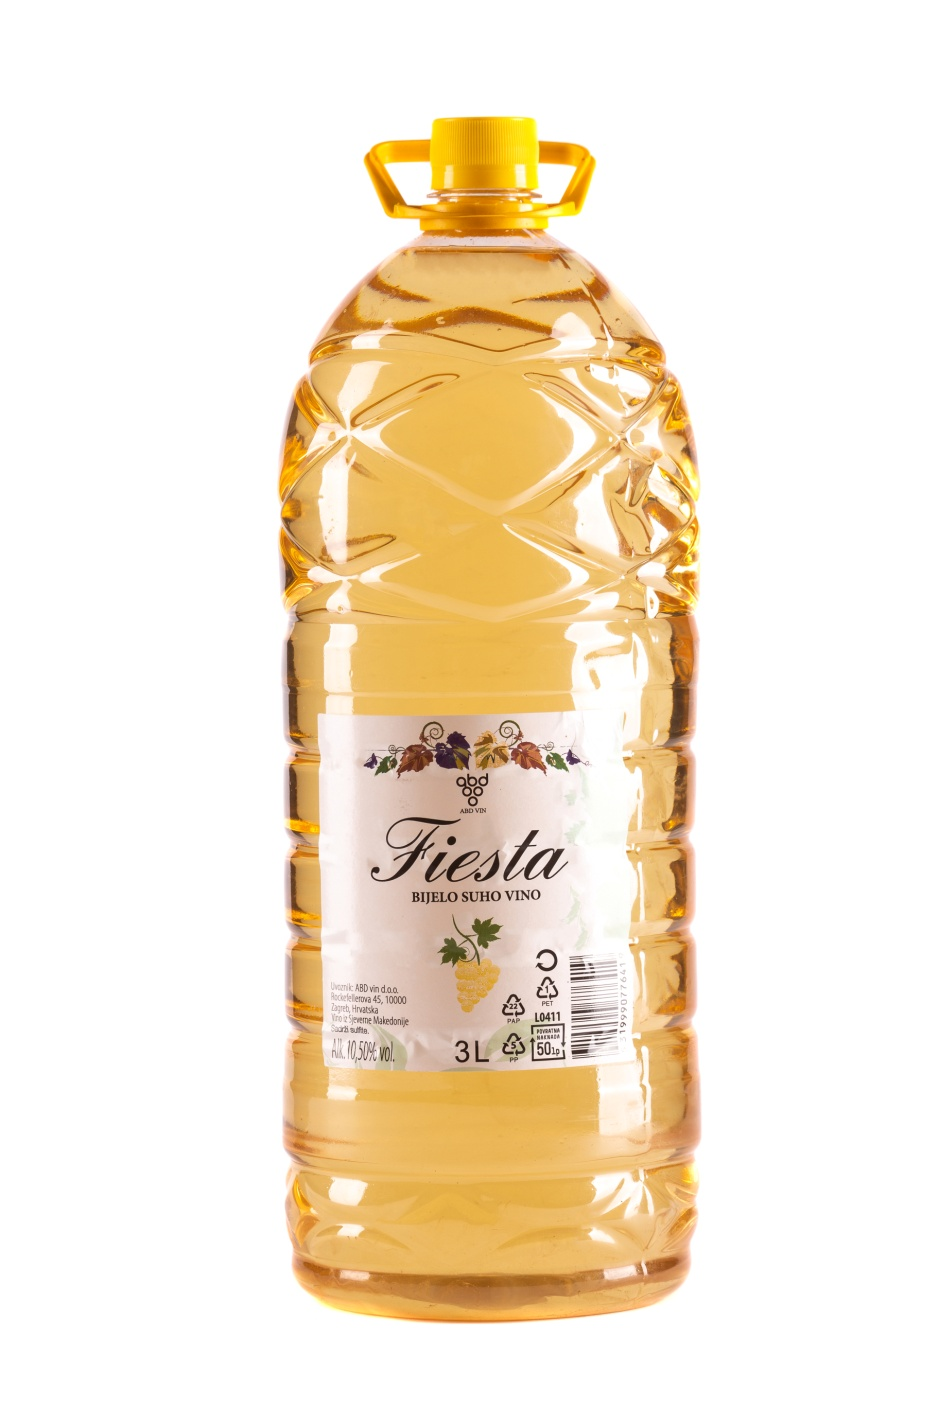 abd
ABD VIN
Fiesta
BIJELO SUHO VINO
Uvoznik: ABD vin d.o.o.
Rockefellerova 45, 10000
Zagreb, Hrvatska
Vino iz Sjeverne Makedonije
Sadrži sulfite.
Alk. 10,50% vol.
3L
22
PAP
5
PP
1
PET
L0411
POVRATNA
NAKNADA
50lp